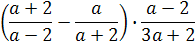 (a + 2 / a − 2 − a / a + 2) · a − 2 / 3a + 2